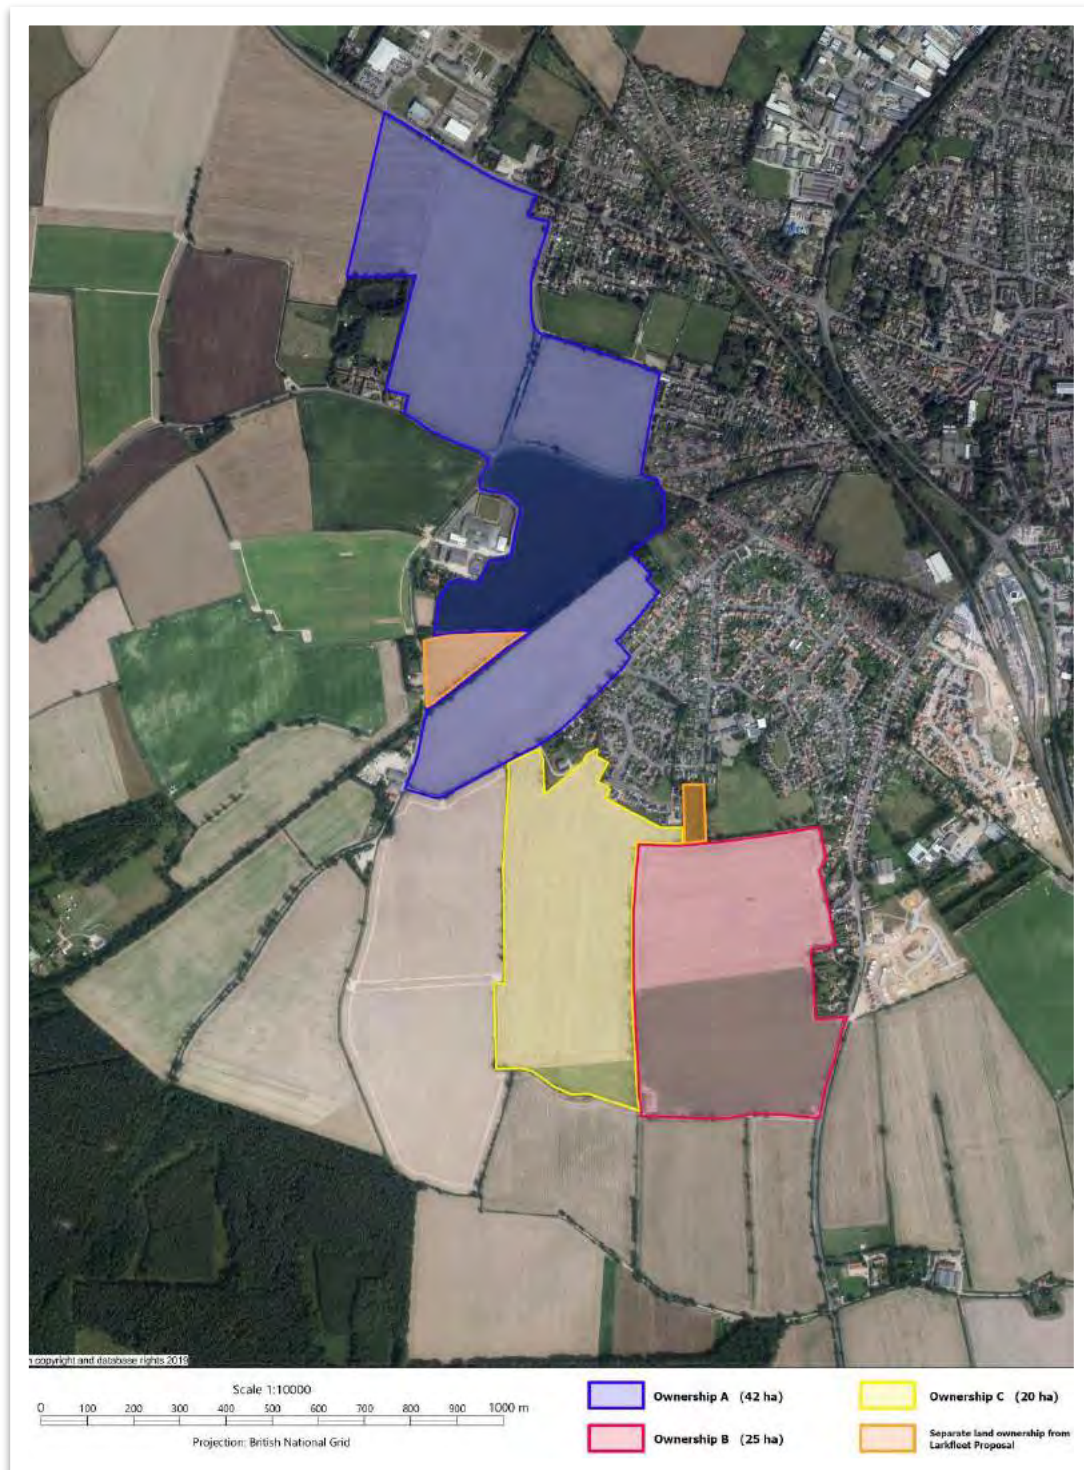 n copyright and database rights 2019
Scale 1:10000
0 100 200 300 400 500 600 700 800 900 1000 m
Projection: British National Grid
Ownership A (42 ha)
Ownership B (25 ha)
Ownership C (20 ha)
Separate land ownership from
Larkfleet Proposal